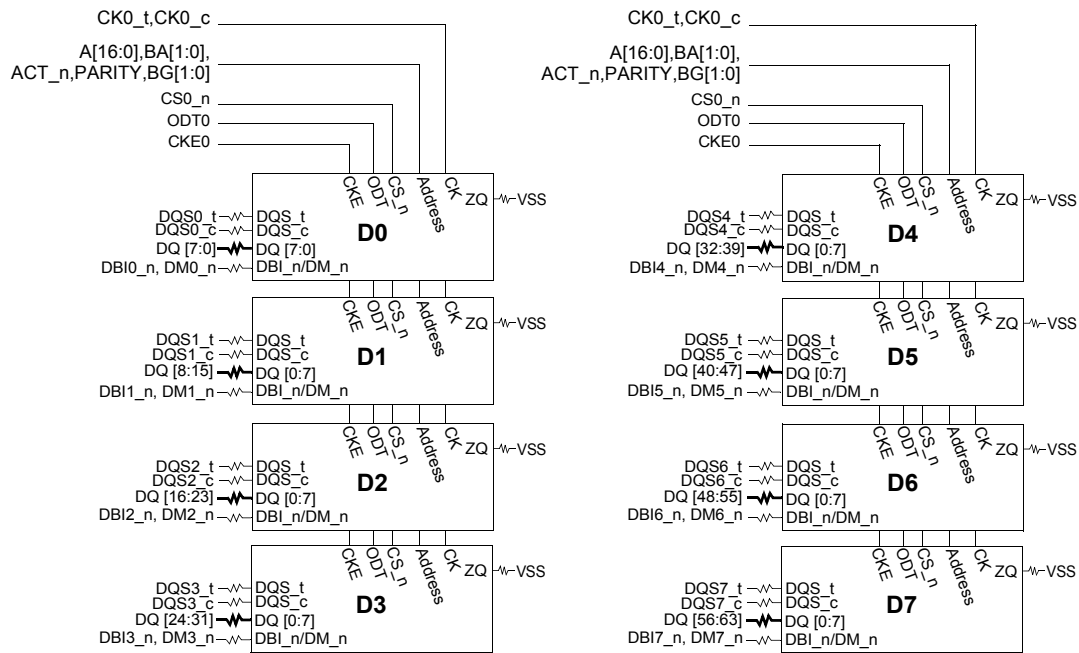 CK0_t,CK0_c
A[16:0],BA[1:0],
ACT_n,PARITY,BG[1:0]
CS0_n
ODT0
CKE0
CKE
ODT
CS_n
Address
CK
ZQ
VSS
DQS0_t
DQS_t
DQS0_c
DQS_c
D0
DQ [7:0]
DQ [7:0]
DBI0_n, DM0_n
DBI_n/DM_n
CKE
ODT
CS_n
Address
CK
ZQ
VSS
DQS1_t
DQS_t
DQS1_c
DQS_c
D1
DQ [8:15]
DQ [0:7]
DBI1_n, DM1_n
DBI_n/DM_n
CKE
ODT
CS_n
Address
CK
ZQ
VSS
DQS2_t
DQS_t
DQS2_c
DQS_c
D2
DQ [16:23]
DQ [0:7]
DBI2_n, DM2_n
DBI_n/DM_n
CKE
ODT
CS_n
Address
CK
ZQ
VSS
DQS3_t
DQS_t
DQS3_c
DQS_c
D3
DQ [24:31]
DQ [0:7]
DBI3_n, DM3_n
DBI_n/DM_n
CK0_t,CK0_c
A[16:0],BA[1:0],
ACT_n,PARITY,BG[1:0]
CS0_n
ODT0
CKE0
CKE
ODT
CS_n
Address
CK
ZQ
VSS
DQS4_t
DQS_t
DQS4_c
DQS_c
D4
DQ [32:39]
DQ [0:7]
DBI4_n, DM4_n
DBI_n/DM_n
CKE
ODT
CS_n
Address
CK
ZQ
VSS
DQS5_t
DQS_t
DQS5_c
DQS_c
D5
DQ [40:47]
DQ [0:7]
DBI5_n, DM5_n
DBI_n/DM_n
CKE
ODT
CS_n
Address
CK
ZQ
VSS
DQS6_t
DQS_t
DQS6_c
DQS_c
D6
DQ [48:55]
DQ [0:7]
DBI6_n, DM6_n
DBI_n/DM_n
CKE
ODT
CS_n
Address
CK
ZQ
VSS
DQS7_t
DQS_t
DQS7_c
DQS_c
D7
DQ [56:63]
DQ [0:7]
DBI7_n, DM7_n
DBI_n/DM_n